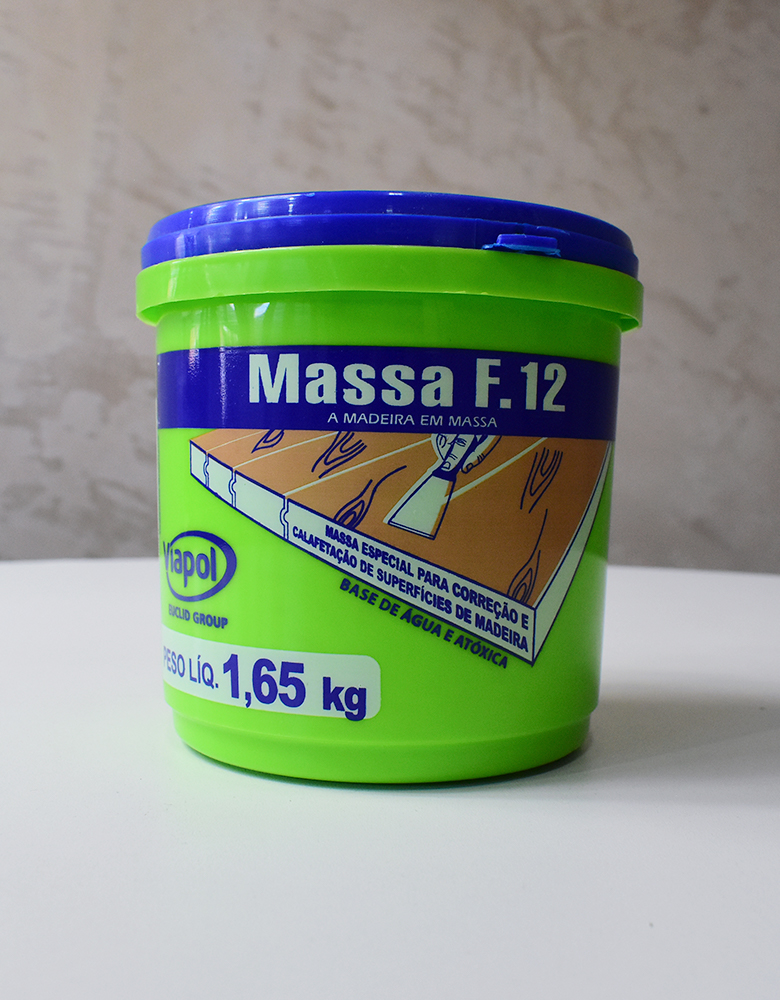 Massa F.12
A MADEIRA EM MASSA
MASSA ESPECIAL PARA CORREÇÃO E
CALAFETAÇÃO DE SUPERFÍCIES DE MADEIRA
BASE DE ÁGUA E ATÓXICA
Viapol
EUCLID GROUP
PESO LÍQ. 1,65 kg